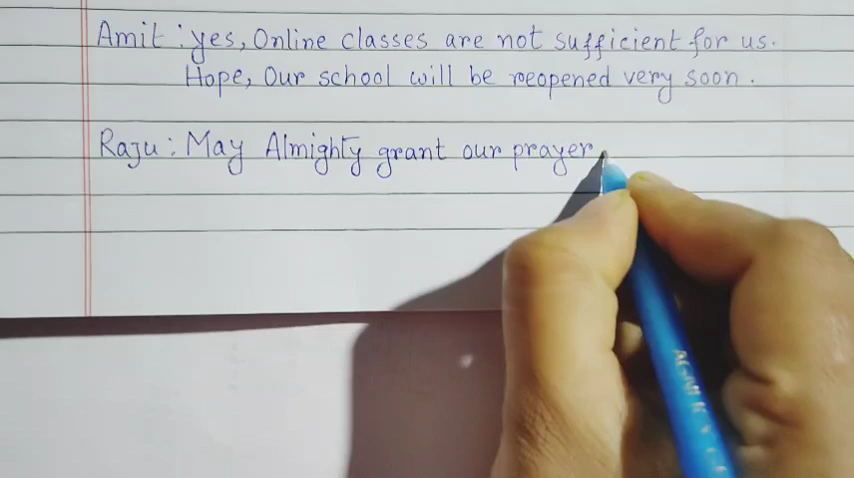 Amit : yes, Online classes are not sufficient for us.
Hope, Our school will be reopened very soon.
Raju : May Almighty grant our prayer